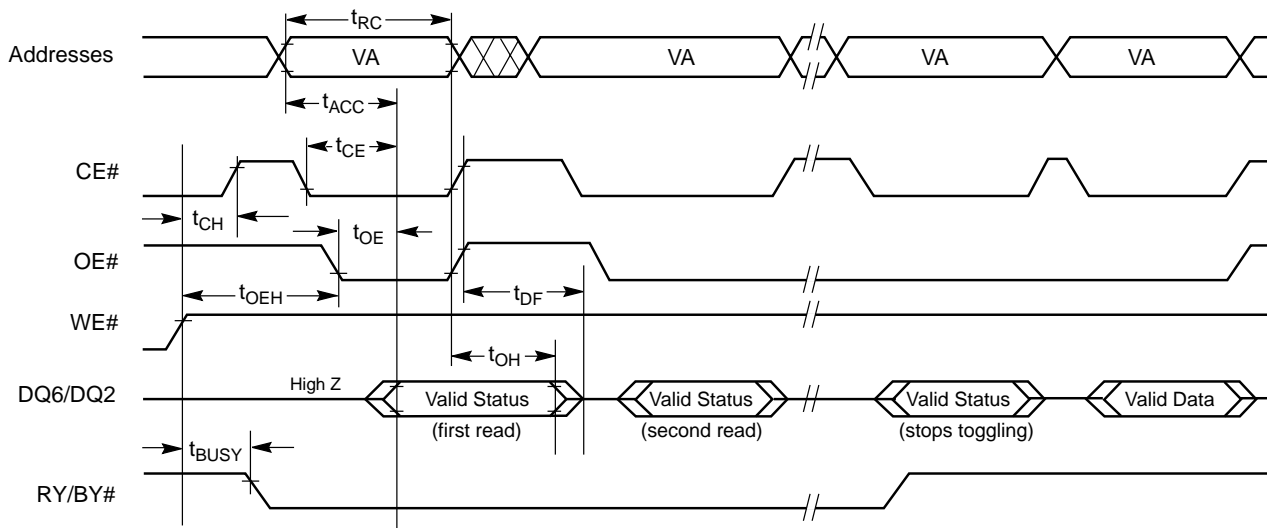 tRC
Addresses VA VA VA VA
tACC
tCE
CE#
tCH tOE
OE#
tOEH tDF
WE#
tOH
High Z
DQ6/DQ2 Valid Status Valid Status Valid Status Valid Data
(first read) (second read) (stops toggling)
tBUSY
RY/BY#